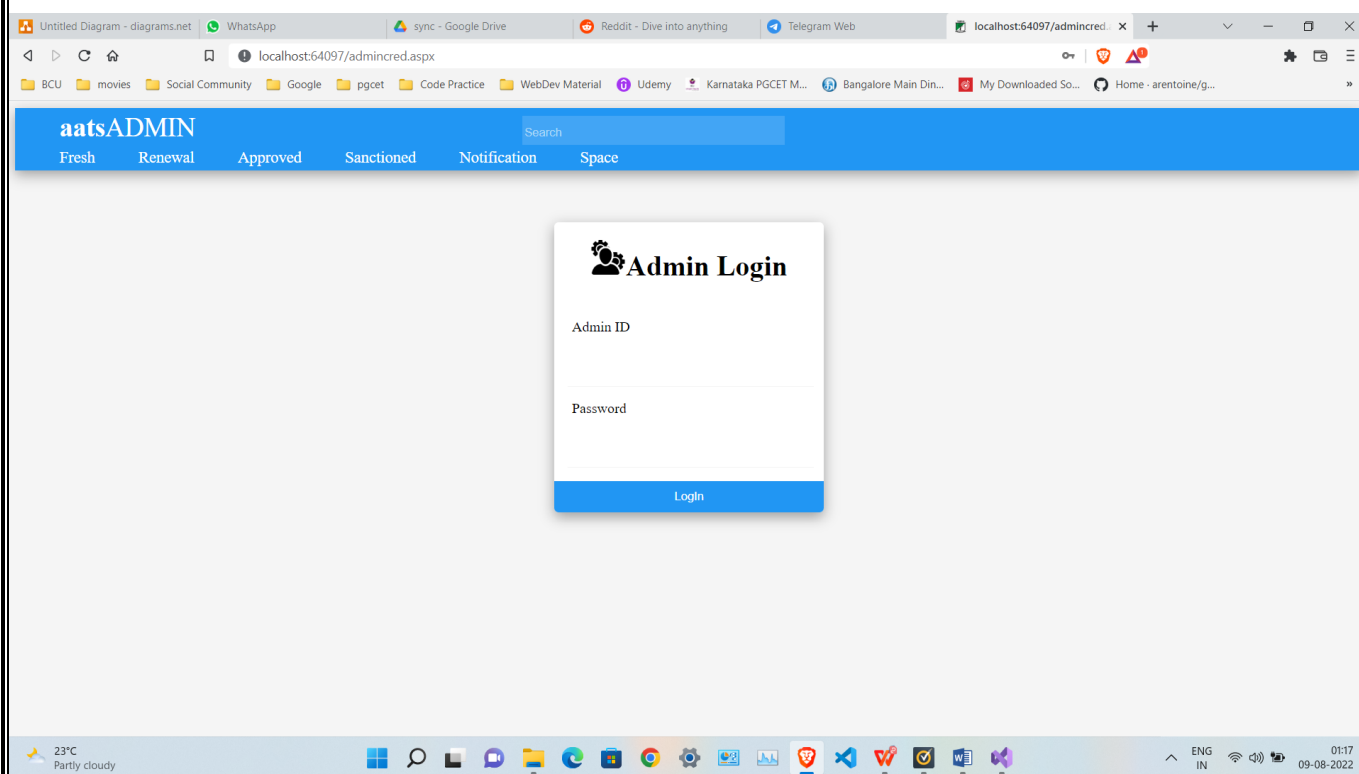 Untitled Diagram - diagrams.net WhatsApp sync - Google Drive Reddit - Dive into anything Telegram Web localhost:64097/admincred.
localhost:64097/admincred.aspx
BCU movies Social Community Google pgcet Code Practice WebDev Material Udemy Karnataka PGCET M... Bangalore Main Din... My Downloaded So... Home - arentoine/g... »
aatsADMIN Search
Fresh Renewal Approved Sanctioned Notification Space
Admin Login
Admin ID
Password
LogIn
23°C
Partly cloudy
ENG
IN
01:17
09-08-2022